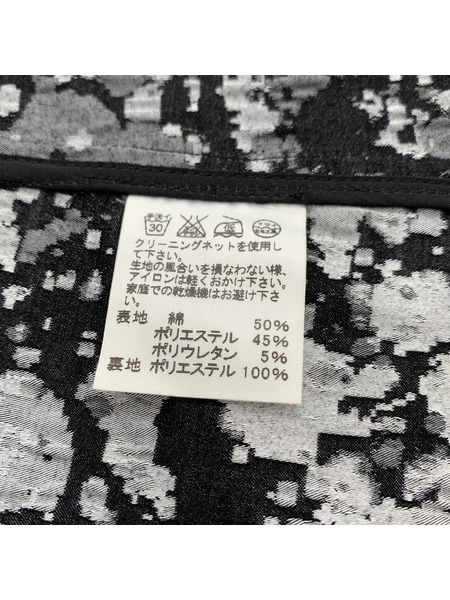 手洗イ
30
低
クリーニングネットを使用し
て下さい。
生地の風合いを損なわない様、
アイロンは軽くおかけ下さい。
家庭での乾燥機はお避け下さ
い。
表地 綿 50%
ポリエステル 45%
ポリウレタン 5%
裏地 ポリエステル 100%